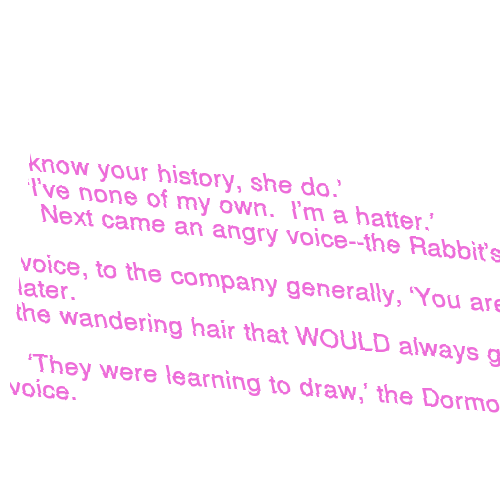 know your history, she do.’
‘I’ve none of my own.  I’m a hatter.’
Next came an angry voice--the Rabbit’s
voice, to the company generally, ‘You are
later.
the wandering hair that WOULD always g
‘They were learning to draw,’ the Dormo
voice.